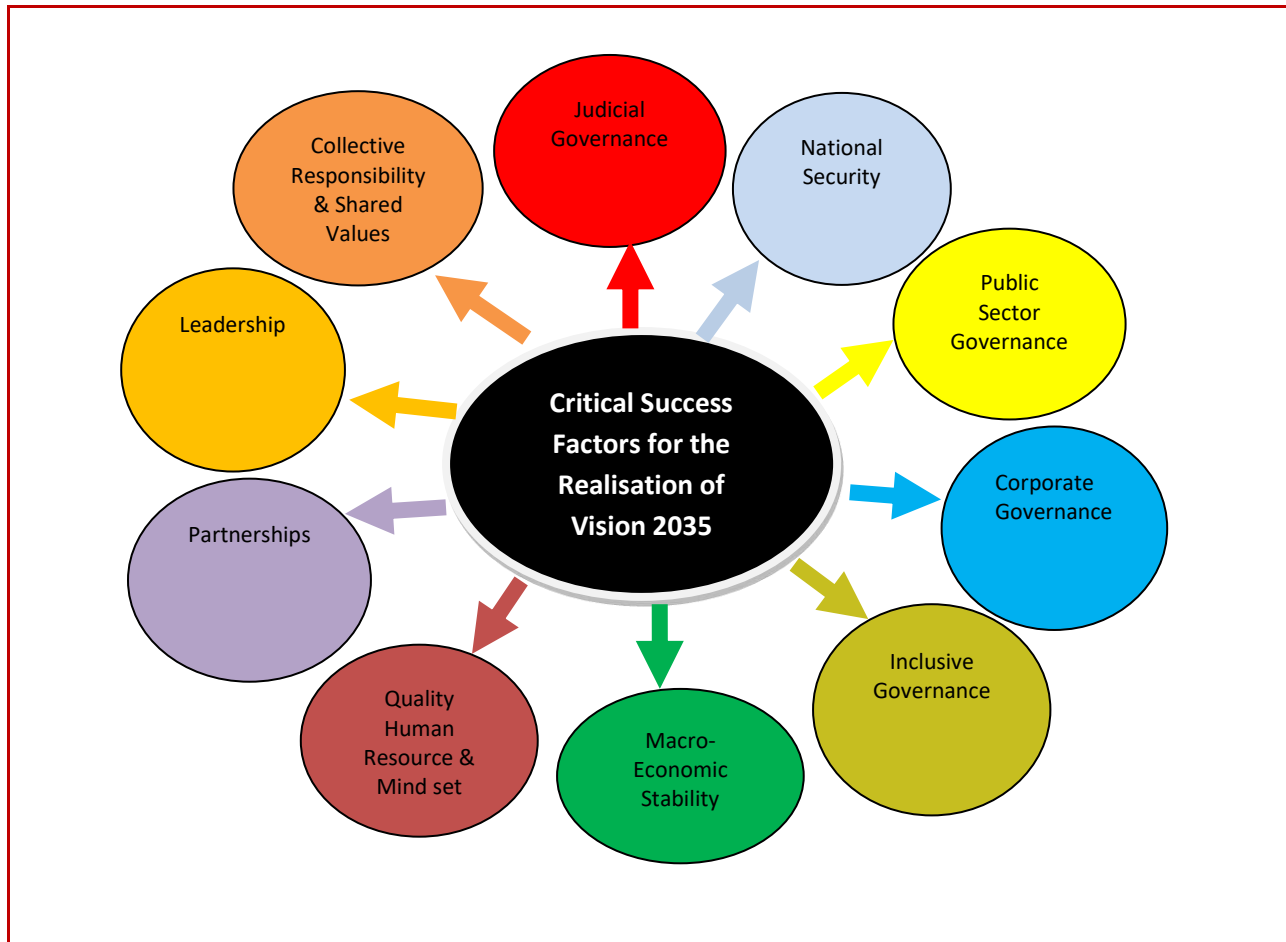 Judicial
Governance
National
Security
Public
Sector
Governance
Corporate
Governance
Inclusive
Governance
Macro-
Economic
Stability
Quality
Human
Resource &
Mind set
Partnerships
Leadership
Collective
Responsibility
& Shared
Values
Critical Success
Factors for the
Realisation of
Vision 2035